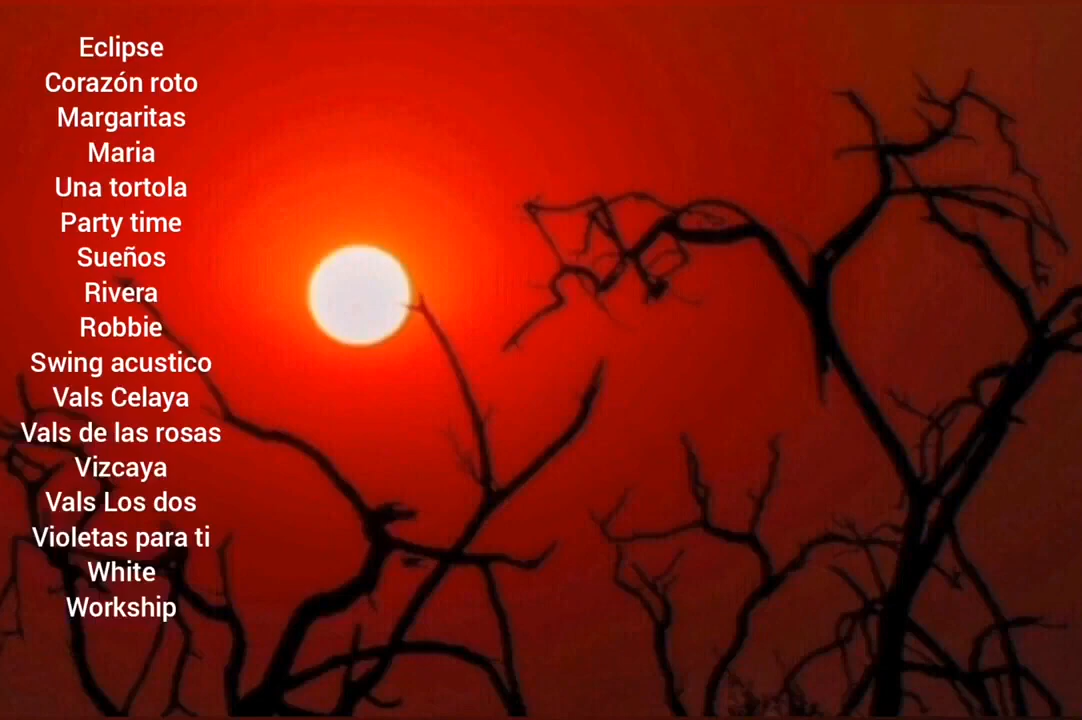 Eclipse
Corazón roto
Margaritas
Maria
Una tortola
Party time
Sueños
Rivera
Robbie
Swing acustico
Vals Celaya
Vals de las rosas
Vizcaya
Vals Los dos
Violetas para ti
White
Workship